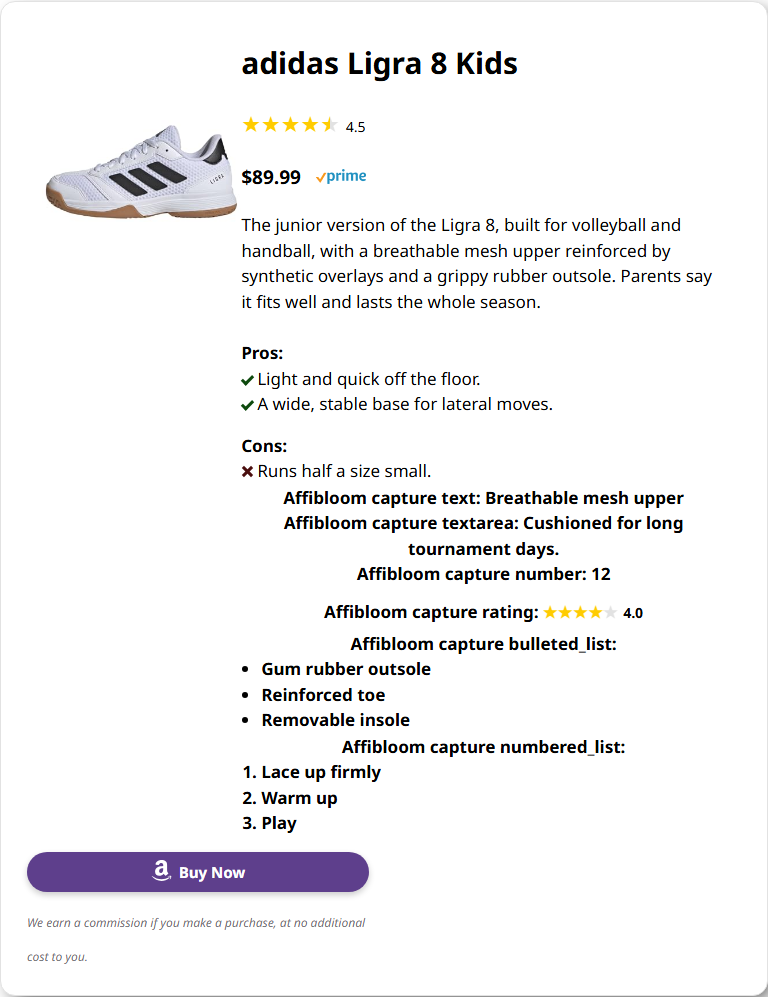 adidas Ligra 8 Kids
4.5
$89.99 prime
LIGRA
The junior version of the Ligra 8, built for volleyball and
handball, with a breathable mesh upper reinforced by
synthetic overlays and a grippy rubber outsole. Parents say
it fits well and lasts the whole season.
Pros:
Light and quick off the floor.
A wide, stable base for lateral moves.
Cons:
Runs half a size small.
Affibloom capture text: Breathable mesh upper
Affibloom capture textarea: Cushioned for long
tournament days.
Affibloom capture number: 12
Affibloom capture rating: 4.0
Affibloom capture bulleted_list:
• Gum rubber outsole
• Reinforced toe
• Removable insole
Affibloom capture numbered_list:
1. Lace up firmly
2. Warm up
3. Play
a Buy Now
We earn a commission if you make a purchase, at no additional
cost to you.